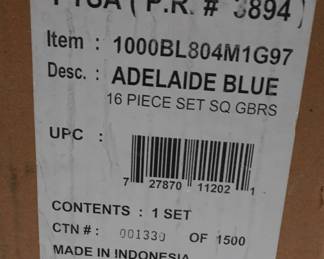 ( P.R. # 3894 )
Item : 1000BL804M1G97
Desc. : ADELAIDE BLUE
16 PIECE SET SQ GBRS
UPC :
7 27870 11202 1
CONTENTS : 1 SET
CTN # : 001330 OF 1500
MADE IN INDONESIA